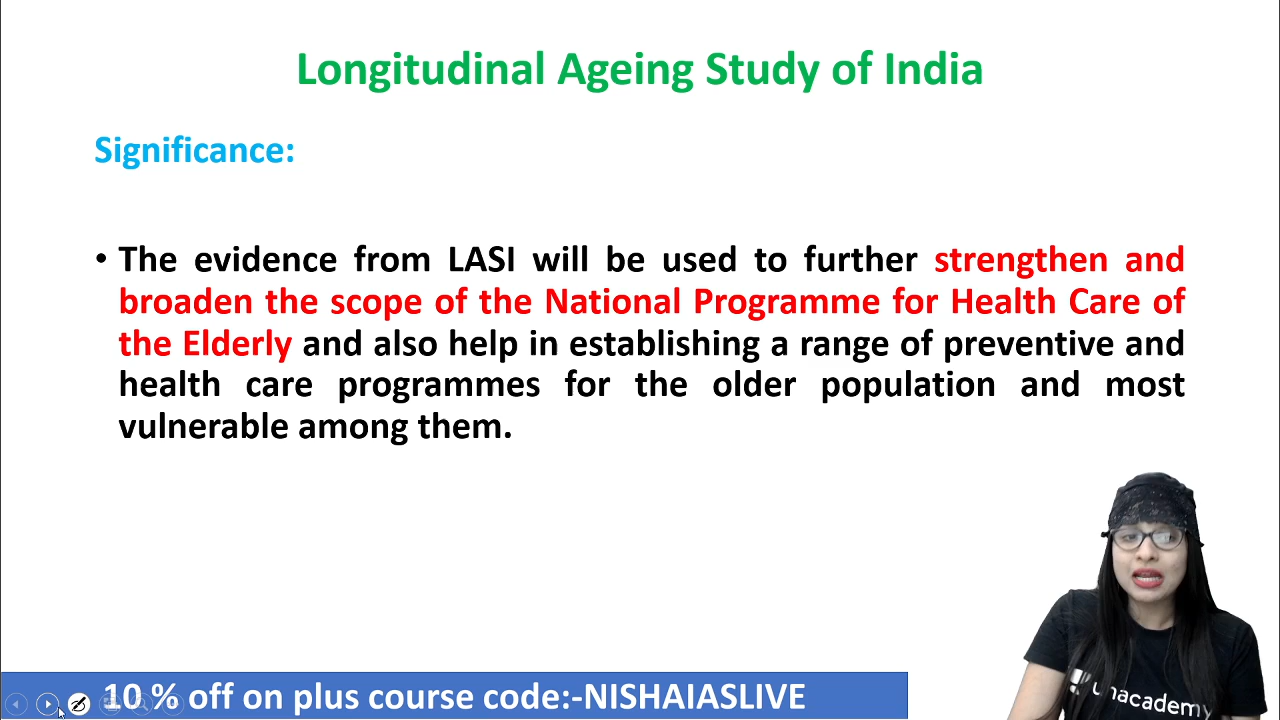 Longitudinal Ageing Study of India
Significance:
• The evidence from LASI will be used to further strengthen and
broaden the scope of the National Programme for Health Care of
the Elderly and also help in establishing a range of preventive and
health care programmes for the older population and most
vulnerable among them.
unacademy
10 % off on plus course code:-NISHAIASLIVE